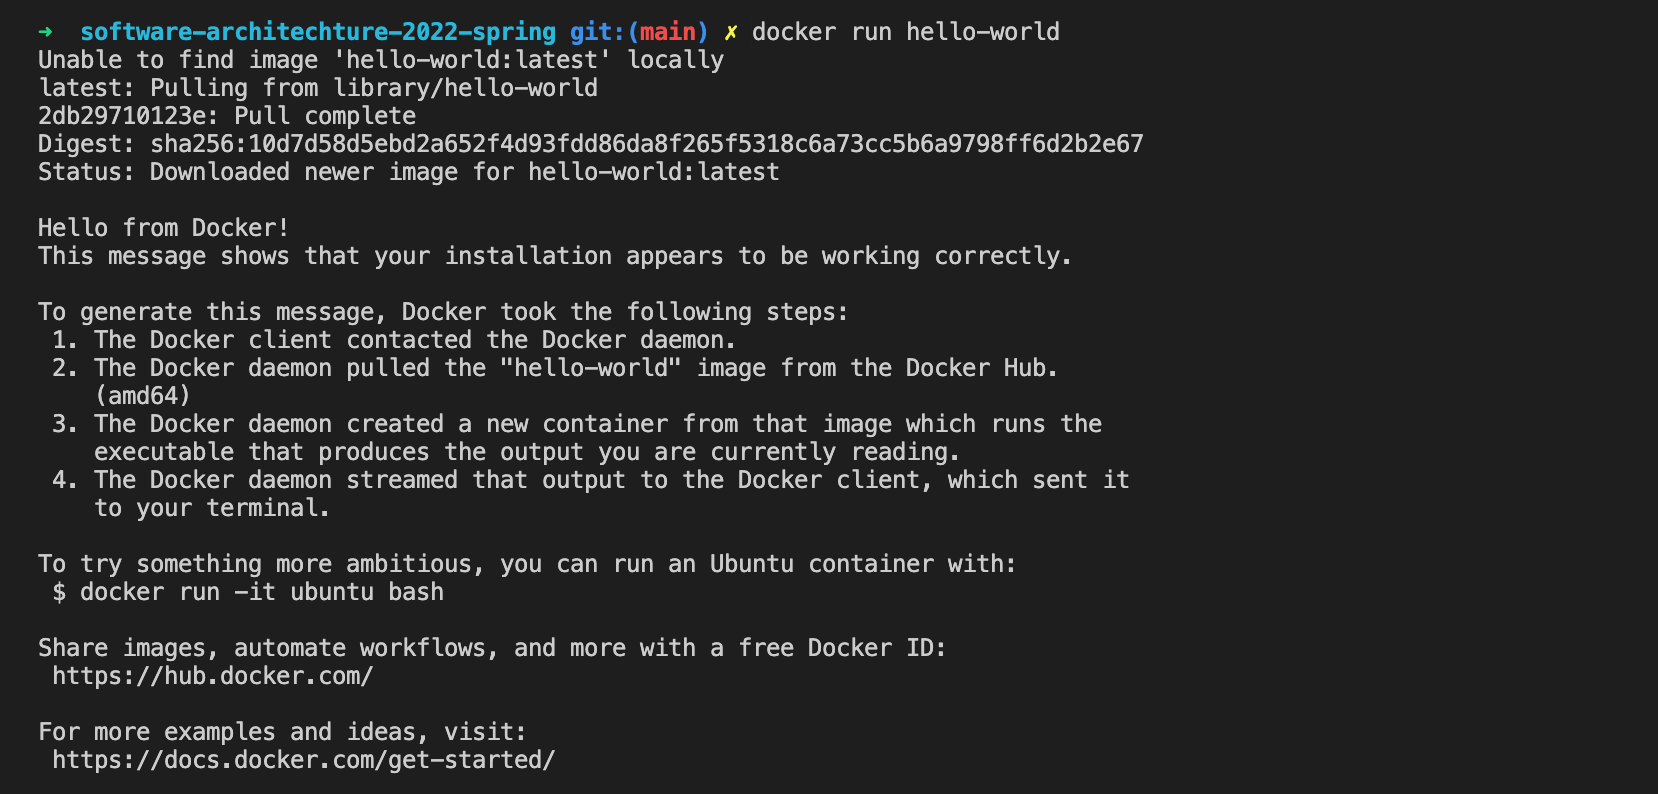 ➜  software-architechture-2022-spring git:(main) ✗ docker run hello-world
Unable to find image 'hello-world:latest' locally
latest: Pulling from library/hello-world
2db29710123e: Pull complete
Digest: sha256:10d7d58d5ebd2a652f4d93fdd86da8f265f5318c6a73cc5b6a9798ff6d2b2e67
Status: Downloaded newer image for hello-world:latest

Hello from Docker!
This message shows that your installation appears to be working correctly.

To generate this message, Docker took the following steps:
 1. The Docker client contacted the Docker daemon.
 2. The Docker daemon pulled the "hello-world" image from the Docker Hub.
    (amd64)
 3. The Docker daemon created a new container from that image which runs the
    executable that produces the output you are currently reading.
 4. The Docker daemon streamed that output to the Docker client, which sent it
    to your terminal.

To try something more ambitious, you can run an Ubuntu container with:
 $ docker run -it ubuntu bash

Share images, automate workflows, and more with a free Docker ID:
 https://hub.docker.com/

For more examples and ideas, visit:
 https://docs.docker.com/get-started/